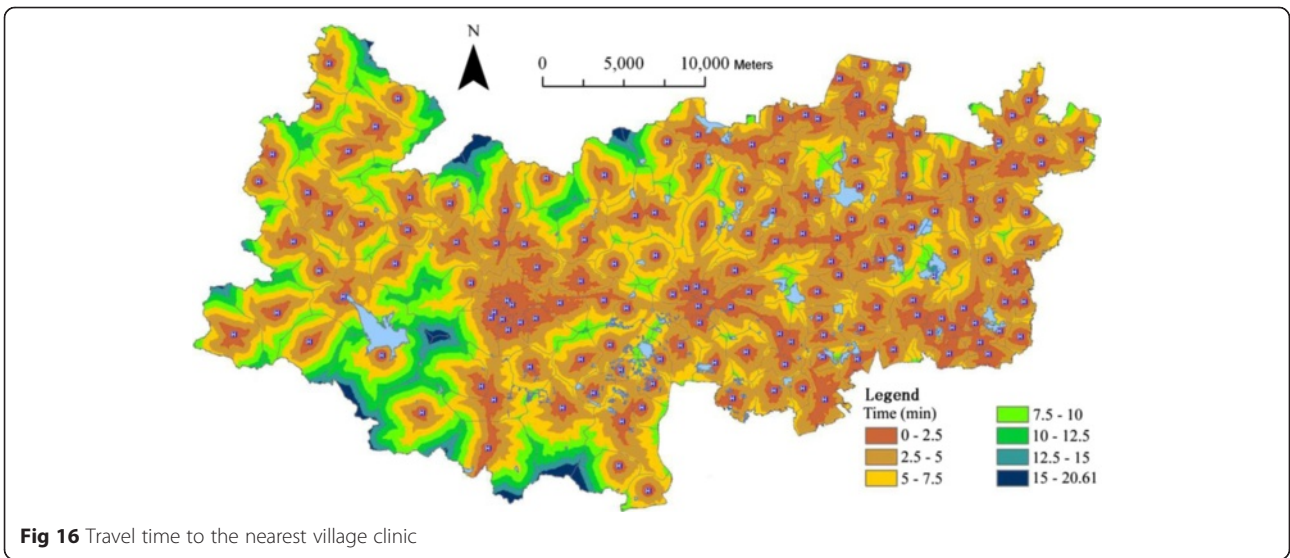 N
0 5,000 10,000 Meters
Legend
Time (min)
0 - 2.5
2.5 - 5
5 - 7.5
7.5 - 10
10 - 12.5
12.5 - 15
15 - 20.61
Fig 16 Travel time to the nearest village clinic